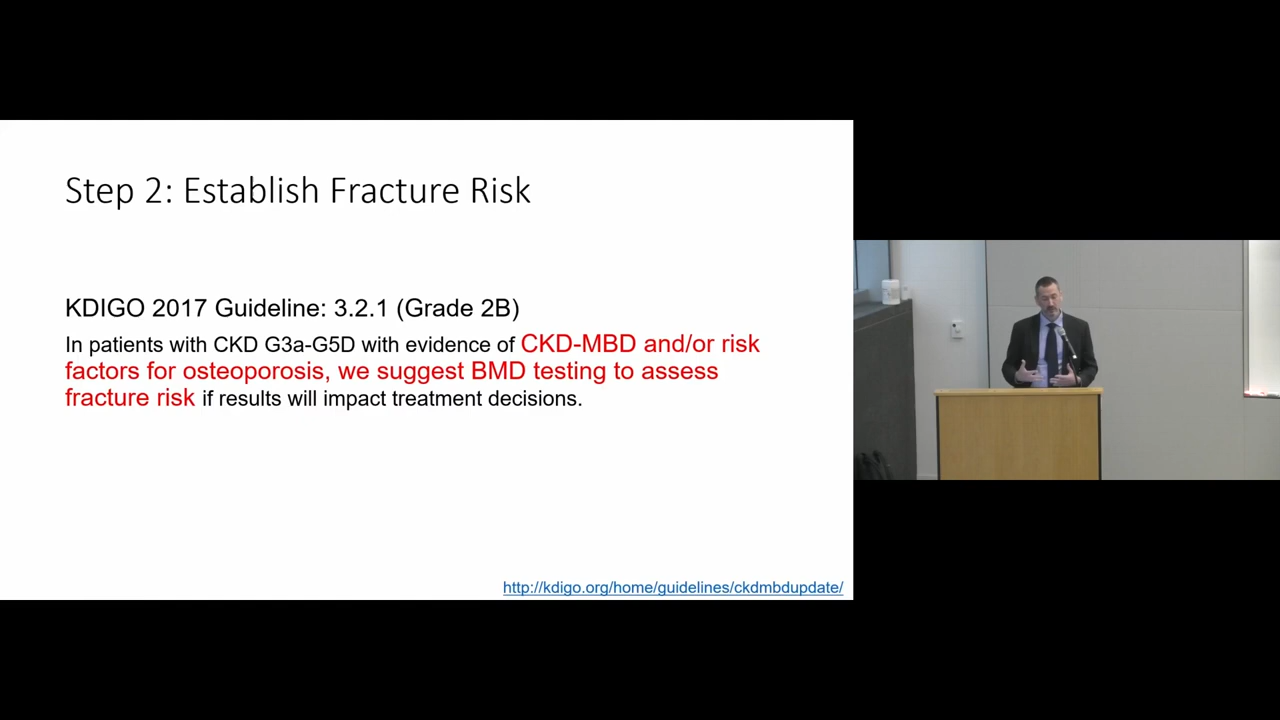 Step 2: Establish Fracture Risk
KDIGO 2017 Guideline: 3.2.1 (Grade 2B)
In patients with CKD G3a-G5D with evidence of CKD-MBD and/or risk
factors for osteoporosis, we suggest BMD testing to assess
fracture risk if results will impact treatment decisions.
http://kdigo.org/home/guidelines/ckdmbdupdate/